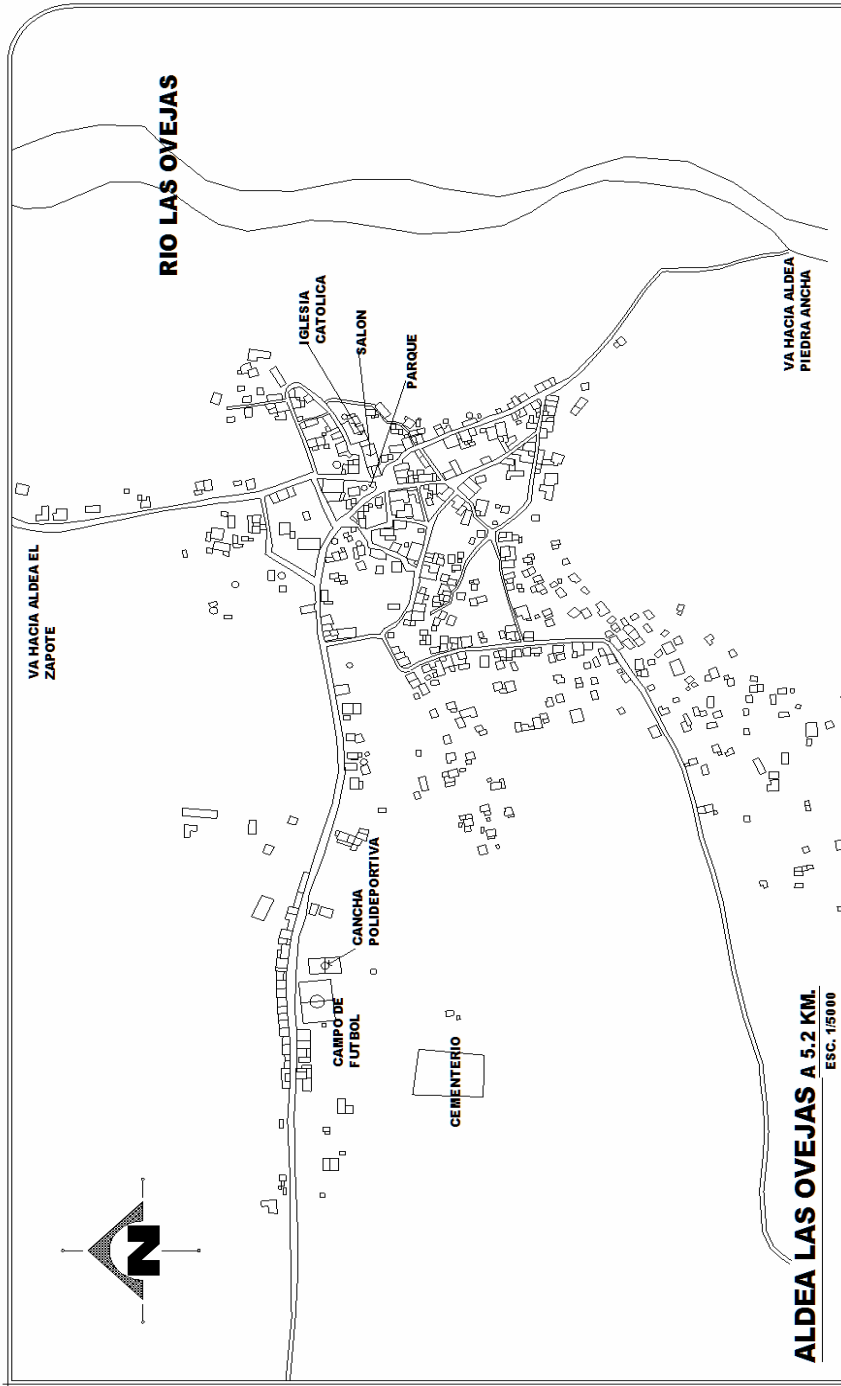 RIO LAS OVEJAS
IGLESIA
CATOLICA
SALON
PARQUE
VA HACIA ALDEA
PIEDRA ANCHA
VA HACIA ALDEA EL
ZAPOTE
CANCHA
POLIDEPORTIVA
CAMPO DE
FUTBOL
CEMENTERIO
N
ALDEA LAS OVEJAS A 5.2 KM.
ESC. 1/5000